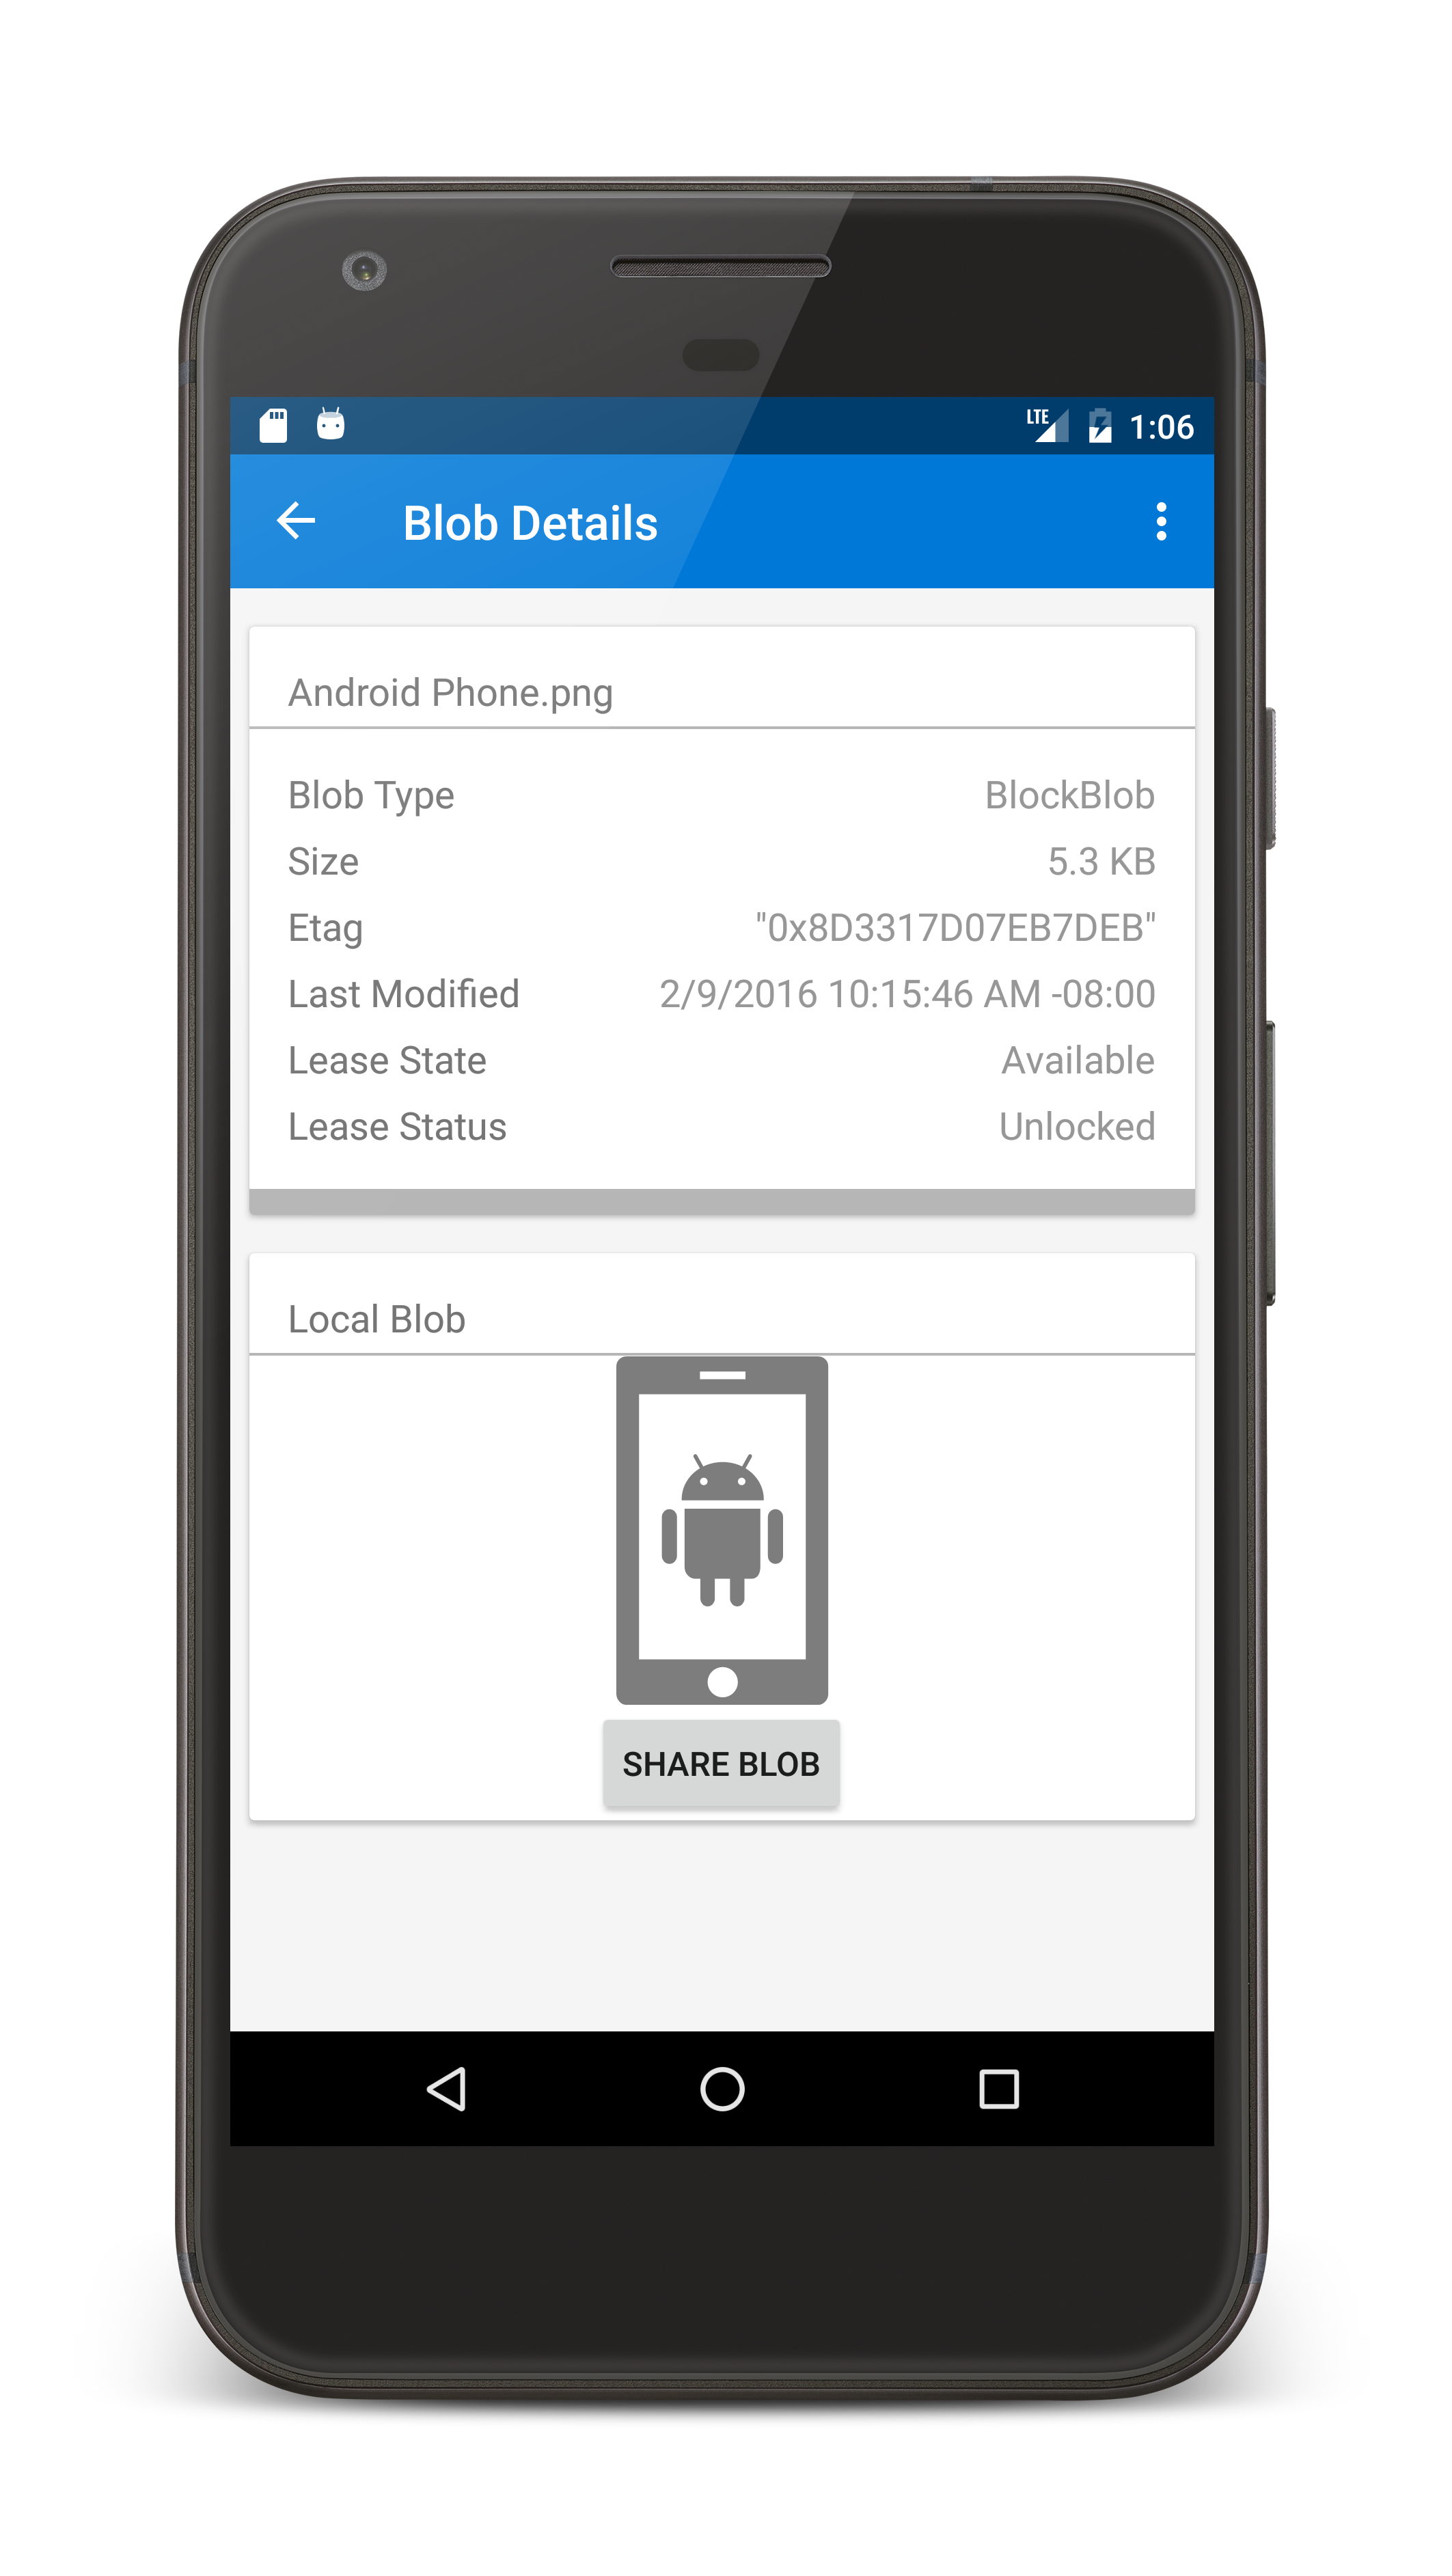 LTE 1:06
Blob Details
Android Phone.png
Blob Type BlockBlob
Size 5.3 KB
Etag "0x8D3317D07EB7DEB"
Last Modified 2/9/2016 10:15:46 AM -08:00
Lease State Available
Lease Status Unlocked
Local Blob
SHARE BLOB